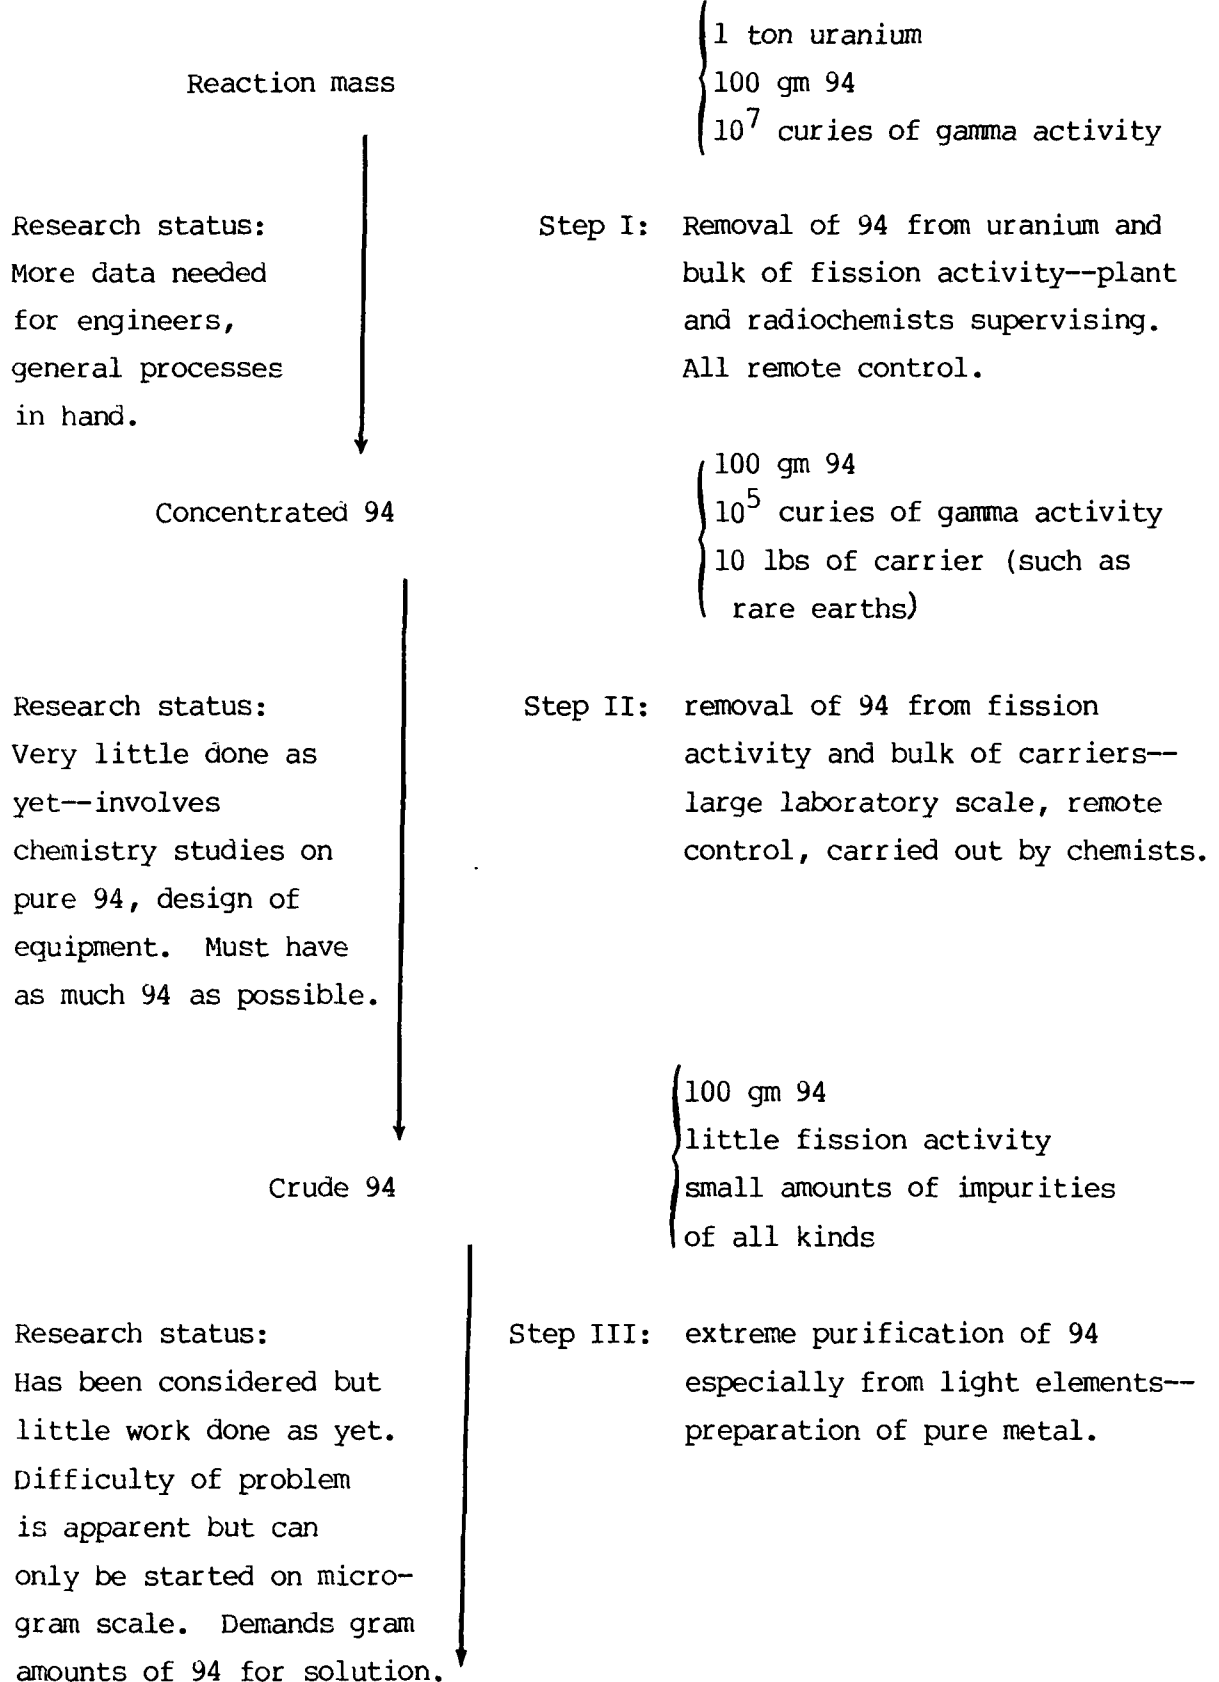 1 ton uranium
Reaction mass
100 gm 94
10^7 curies of gamma activity
Research status:
More data needed
for engineers,
general processes
in hand.
Step I: Removal of 94 from uranium and
bulk of fission activity--plant
and radiochemists supervising.
All remote control.
Concentrated 94
100 gm 94
10^5 curies of gamma activity
10 lbs of carrier (such as
rare earths)
Research status:
Very little done as
yet--involves
chemistry studies on
pure 94, design of
equipment. Must have
as much 94 as possible.
Step II: removal of 94 from fission
activity and bulk of carriers--
large laboratory scale, remote
control, carried out by chemists.
Crude 94
100 gm 94
little fission activity
small amounts of impurities
of all kinds
Research status:
Has been considered but
little work done as yet.
Difficulty of problem
is apparent but can
only be started on micro-
gram scale. Demands gram
amounts of 94 for solution.
Step III: extreme purification of 94
especially from light elements--
preparation of pure metal.